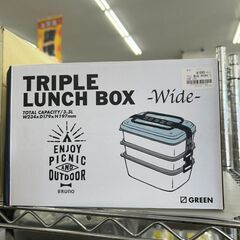 TRIPLE
LUNCH BOX -Wide-
TOTAL CAPACITY / 3.3L
W234×D179×H197mm
ENJOY
PICNIC
AND
OUTDOOR
BRUNO
GREEN